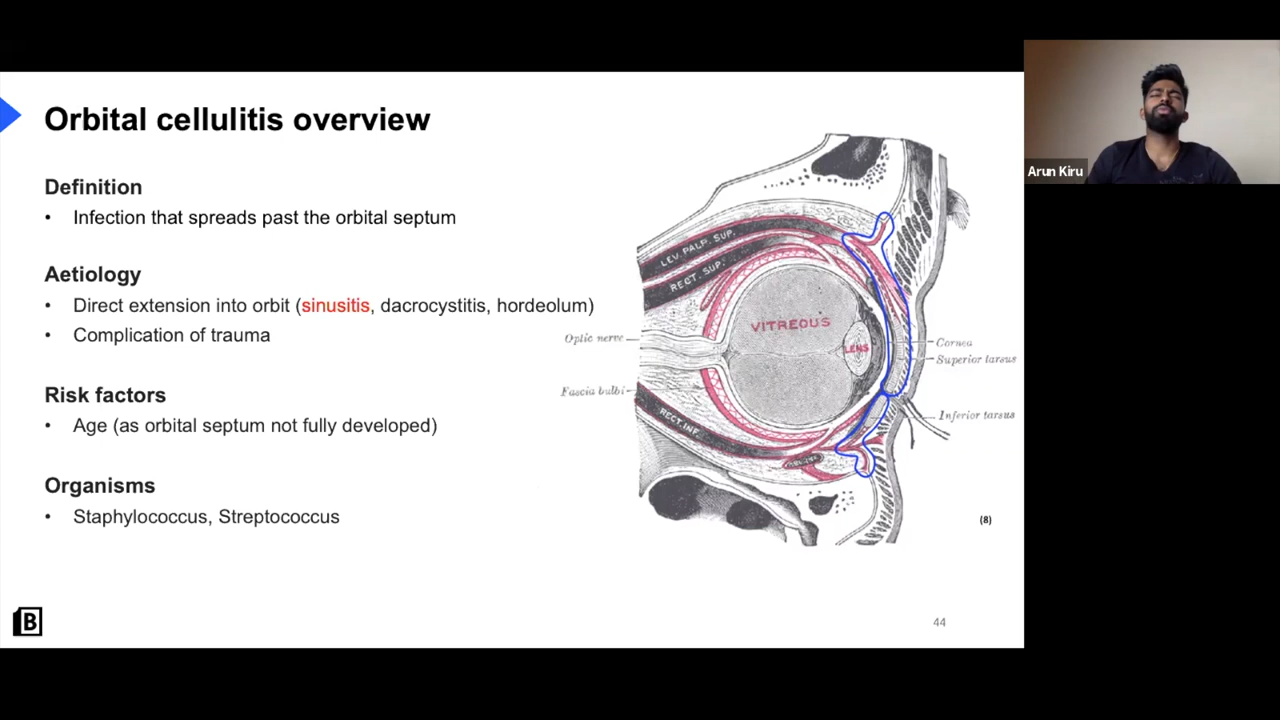 Orbital cellulitis overview
Definition
• Infection that spreads past the orbital septum
Aetiology
• Direct extension into orbit (sinusitis, dacrocystitis, hordeolum)
• Complication of trauma
Risk factors
• Age (as orbital septum not fully developed)
Organisms
• Staphylococcus, Streptococcus
LEV. PALP. SUP.
RECT. SUP.
VITREOUS
LENS
Optic nerve
Cornea
Superior tarsus
Fascia bulbi
RECT. INF.
Inferior tarsus
(8)
B
44
Arun Kiru